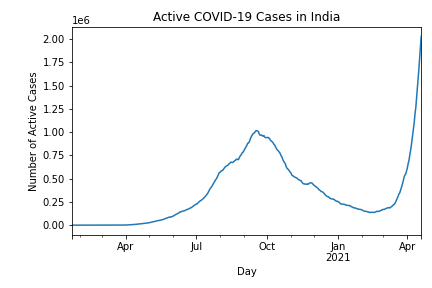 Active COVID-19 Cases in India
1e6
2.00
1.75
1.50
1.25
1.00
0.75
0.50
0.25
0.00
Number of Active Cases
Apr
Jul
Oct
Jan
2021
Apr
Day